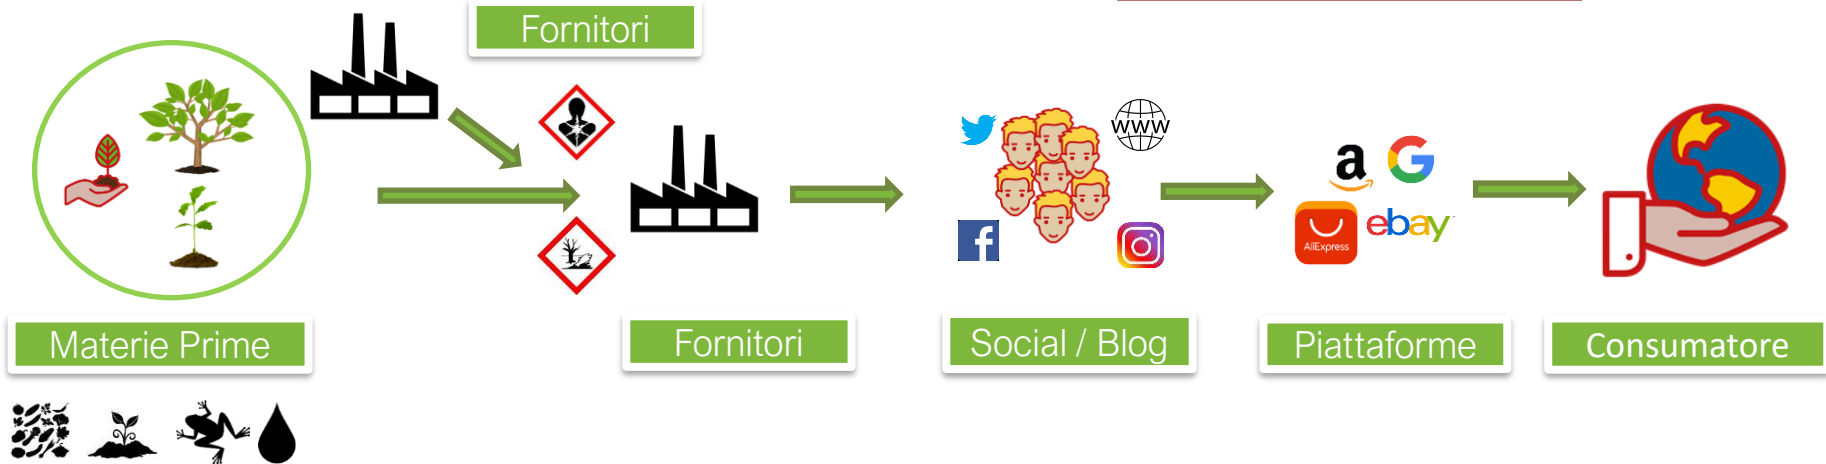 Fornitori
www
a
G
AliExpress
ebay
f
Materie Prime
Fornitori
Social / Blog
Piattaforme
Consumatore